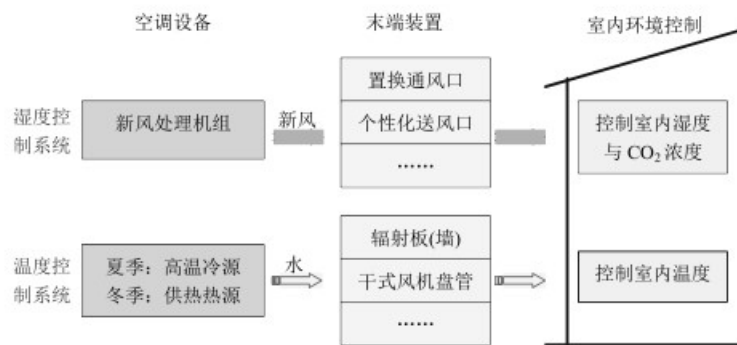 空调设备
末端装置
室内环境控制
湿度控
制系统
新风处理机组
新风
置换通风口
个性化送风口
……
控制室内湿度
与 CO₂ 浓度
温度控
制系统
夏季：高温冷源
冬季：供热热源
水
辐射板(墙)
干式风机盘管
……
控制室内温度